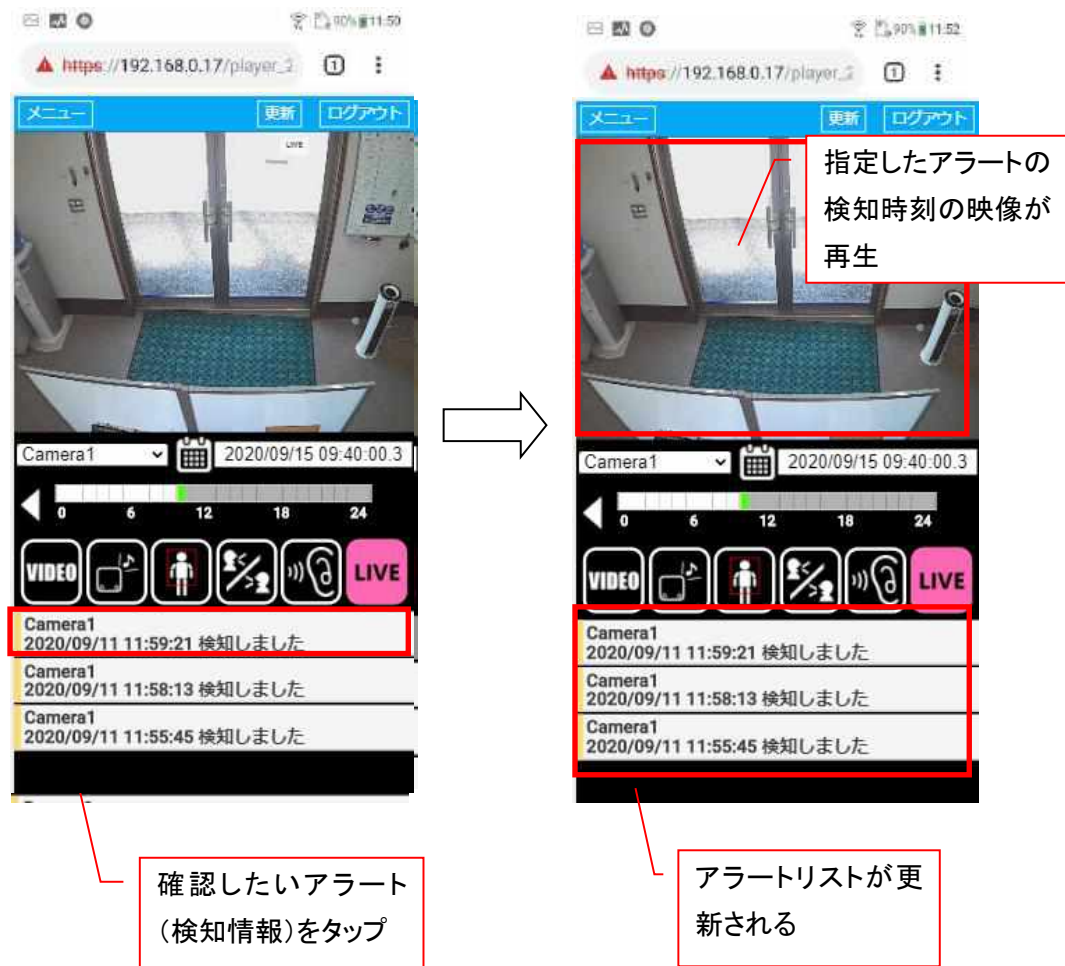 90% 11:50
https://192.168.0.17/player_2
1
メニュー
更新
ログアウト
LIVE
Camera1
2020/09/15 09:40:00.3
0 6 12 18 24
VIDEO
LIVE
Camera1
2020/09/11 11:59:21 検知しました
Camera1
2020/09/11 11:58:13 検知しました
Camera1
2020/09/11 11:55:45 検知しました
確認したいアラート
(検知情報)をタップ
90% 11:52
https://192.168.0.17/player_2
1
メニュー
更新
ログアウト
指定したアラートの
検知時刻の映像が
再生
Camera1
2020/09/15 09:40:00.3
0 6 12 18 24
VIDEO
LIVE
Camera1
2020/09/11 11:59:21 検知しました
Camera1
2020/09/11 11:58:13 検知しました
Camera1
2020/09/11 11:55:45 検知しました
アラートリストが更
新される